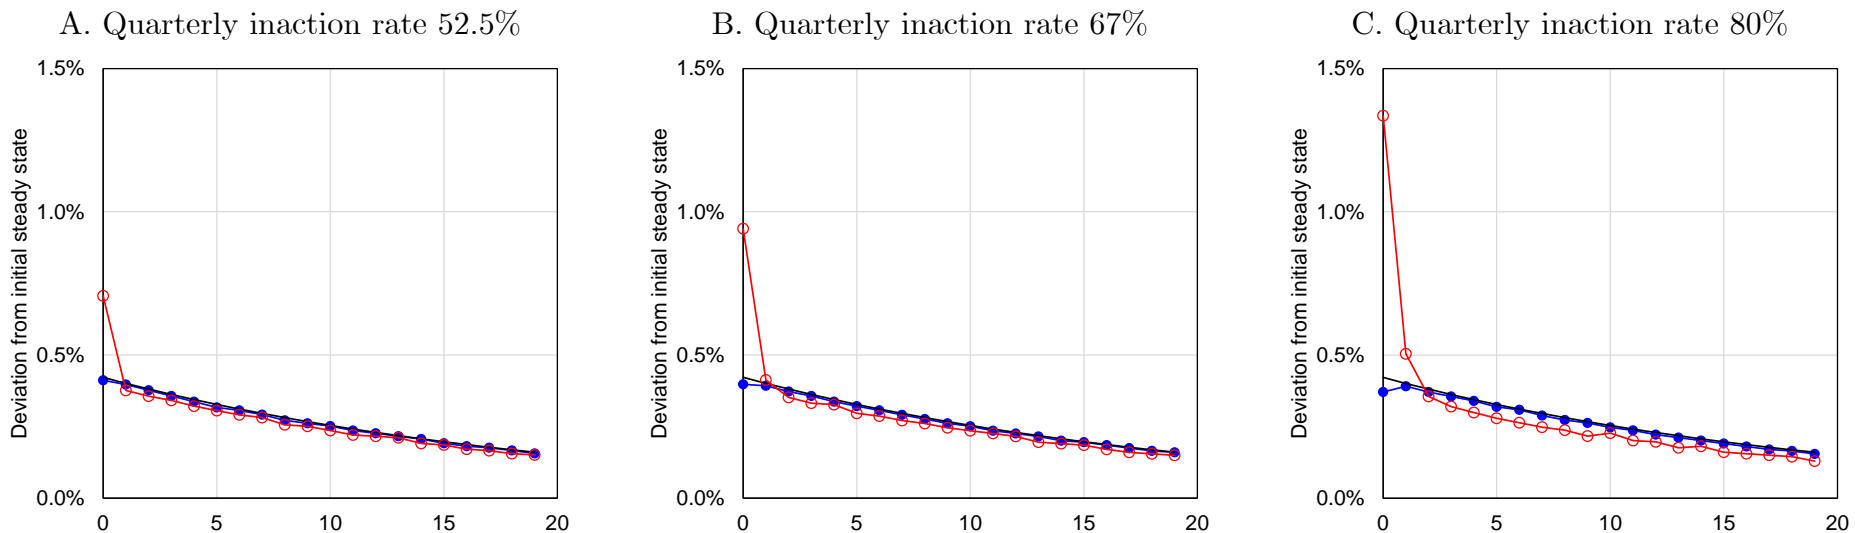 A. Quarterly inaction rate 52.5%
Deviation from initial steady state
1.5%
1.0%
0.5%
0.0%
0 5 10 15 20
B. Quarterly inaction rate 67%
Deviation from initial steady state
1.5%
1.0%
0.5%
0.0%
0 5 10 15 20
C. Quarterly inaction rate 80%
Deviation from initial steady state
1.5%
1.0%
0.5%
0.0%
0 5 10 15 20